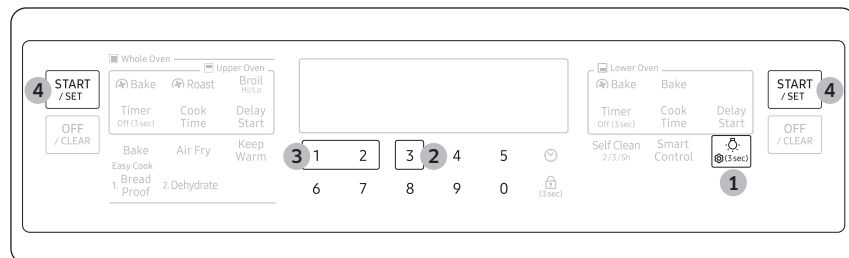 Whole Oven
Upper Oven
Lower Oven
4 START / SET
Bake Roast Broil Hi/Lo
Bake Bake
START / SET 4
Timer Off (3 sec) Cook Time Delay Start
Timer Off (3 sec) Cook Time Delay Start
OFF / CLEAR
OFF / CLEAR
Bake Air Fry Keep Warm
3 1 2 3 2 4 5
Self Clean 2/3/5h Smart Control (3 sec)
Easy Cook
1. Bread Proof 2. Dehydrate
6 7 8 9 0 (3 sec)
1